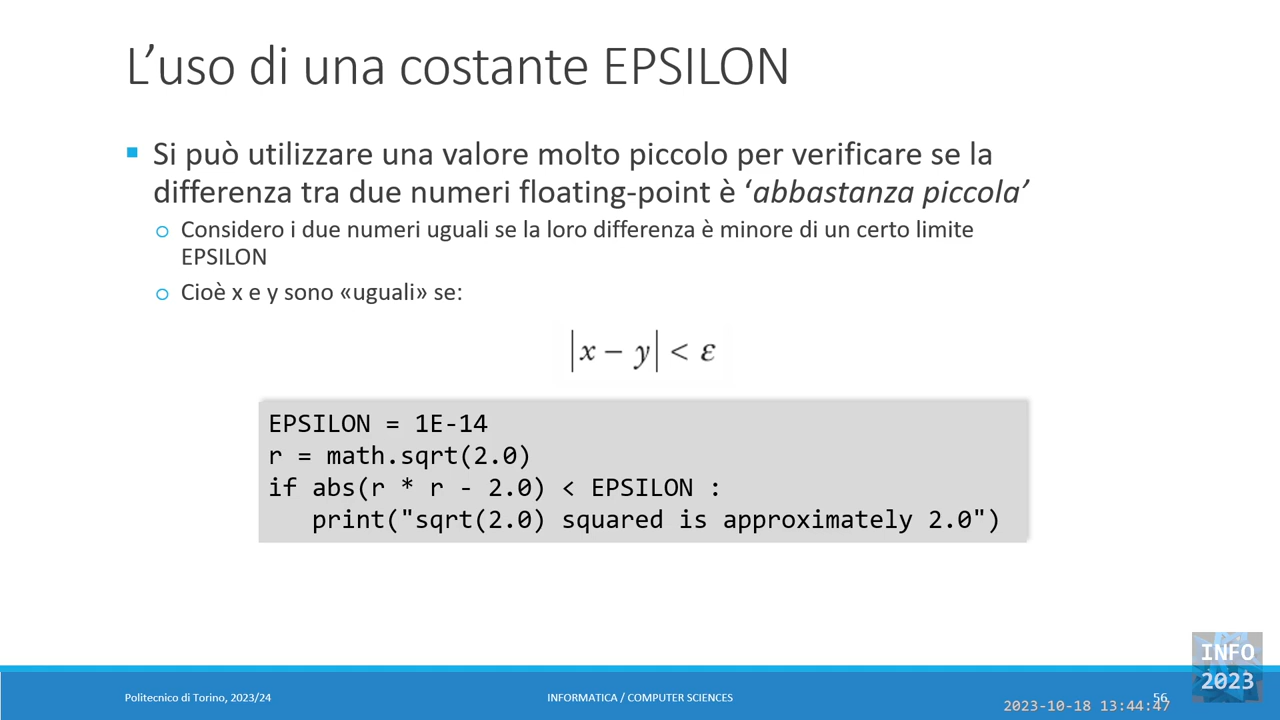 L’uso di una costante EPSILON
▪ Si può utilizzare una valore molto piccolo per verificare se la
differenza tra due numeri floating-point è ‘abbastanza piccola’
o Considero i due numeri uguali se la loro differenza è minore di un certo limite
EPSILON
o Cioè x e y sono «uguali» se:
|x − y| < ε
EPSILON = 1E-14
r = math.sqrt(2.0)
if abs(r * r - 2.0) < EPSILON :
   print("sqrt(2.0) squared is approximately 2.0")
INFO
2023
Politecnico di Torino, 2023/24
INFORMATICA / COMPUTER SCIENCES
56
2023-10-18 13:44:47